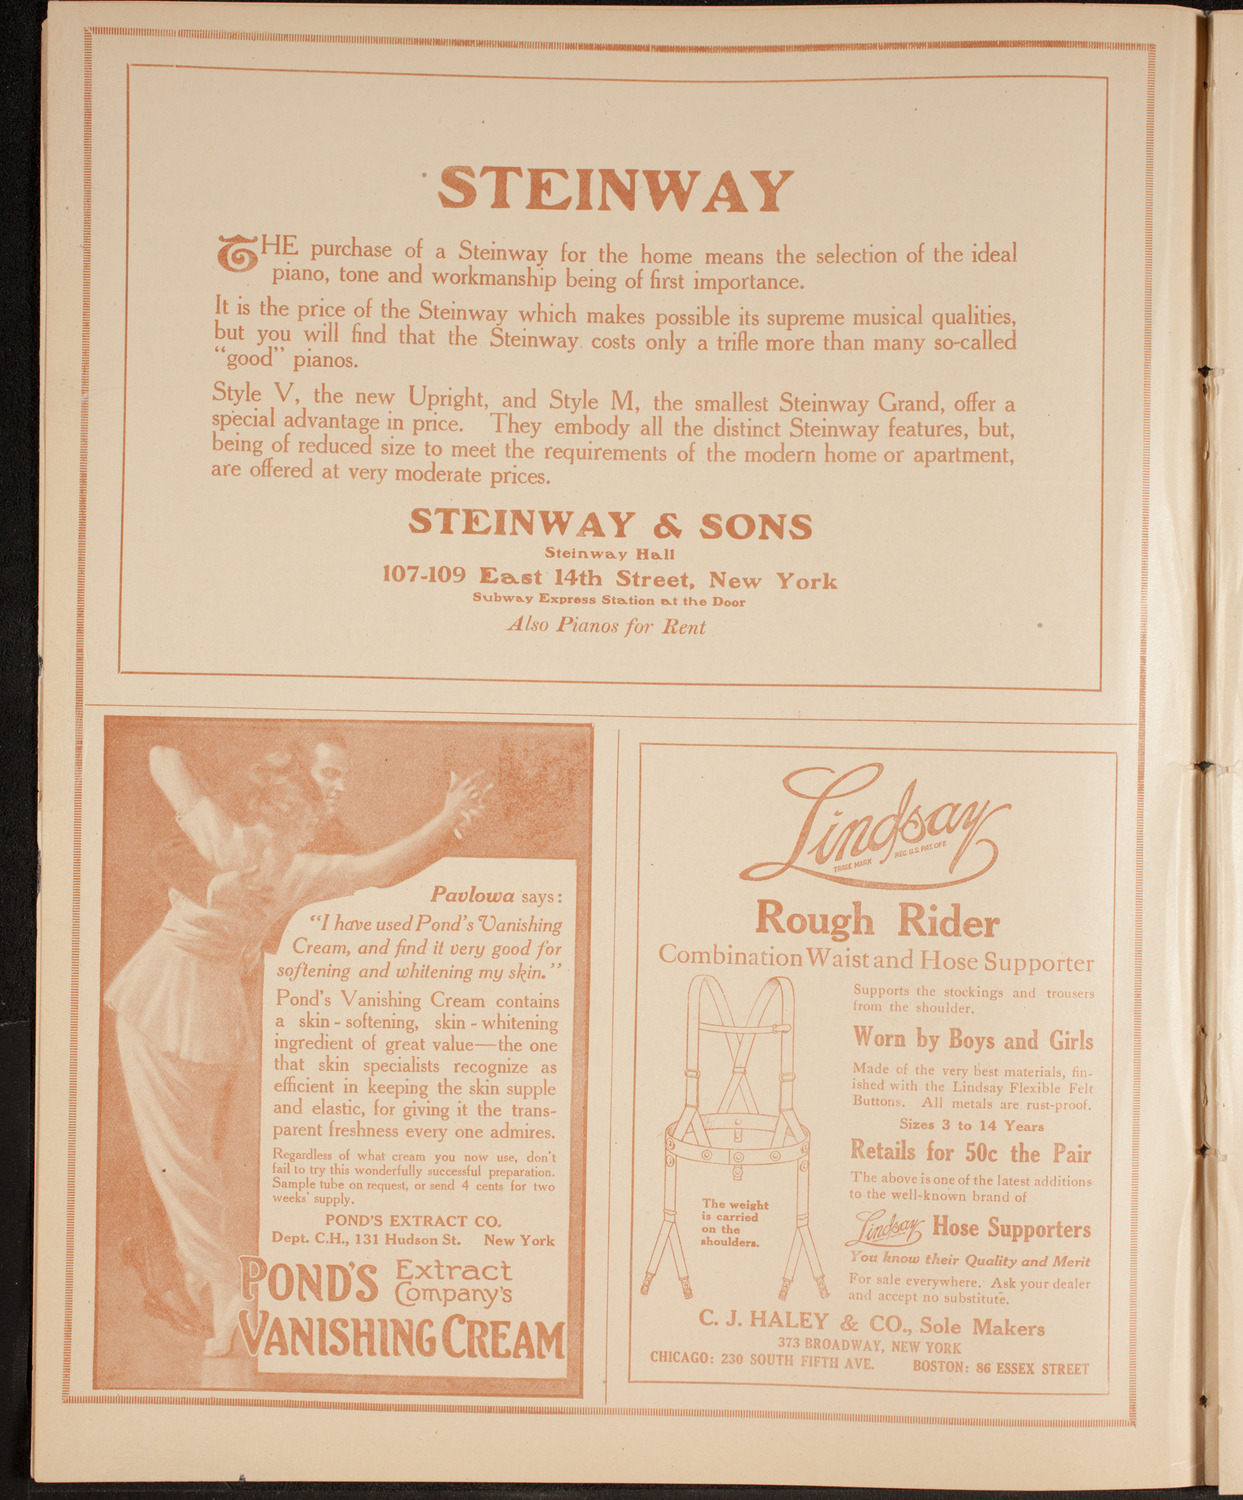 STEINWAY
THE purchase of a Steinway for the home means the selection of the ideal
piano, tone and workmanship being of first importance.
It is the price of the Steinway which makes possible its supreme musical qualities,
but you will find that the Steinway costs only a trifle more than many so-called
"good" pianos.
Style V, the new Upright, and Style M, the smallest Steinway Grand, offer a
special advantage in price. They embody all the distinct Steinway features, but,
being of reduced size to meet the requirements of the modern home or apartment,
are offered at very moderate prices.
STEINWAY & SONS
Steinway Hall
107-109 East 14th Street, New York
Subway Express Station at the Door
Also Pianos for Rent
Pavlowa says:
"I have used Pond's Vanishing
Cream, and find it very good for
softening and whitening my skin."
Pond's Vanishing Cream contains
a skin-softening, skin-whitening
ingredient of great value—the one
that skin specialists recognize as
efficient in keeping the skin supple
and elastic, for giving it the trans-
parent freshness every one admires.
Regardless of what cream you now use, don't
fail to try this wonderfully successful preparation.
Sample tube on request, or send 4 cents for two
weeks' supply.
POND'S EXTRACT CO.
Dept. C.H., 131 Hudson St. New York
POND'S Extract
Company's
VANISHING CREAM
Lindsay
TRADE MARK REG. U.S. PAT. OFF.
Rough Rider
Combination Waist and Hose Supporter
Supports the stockings and trousers
from the shoulder.
Worn by Boys and Girls
Made of the very best materials, fin-
ished with the Lindsay Flexible Felt
Buttons. All metals are rust-proof.
Sizes 3 to 14 Years
Retails for 50c the Pair
The above is one of the latest additions
to the well-known brand of
Lindsay Hose Supporters
You know their Quality and Merit
For sale everywhere. Ask your dealer
and accept no substitute.
The weight
is carried
on the
shoulders.
C. J. HALEY & CO., Sole Makers
373 BROADWAY, NEW YORK
CHICAGO: 230 SOUTH FIFTH AVE. BOSTON: 86 ESSEX STREET